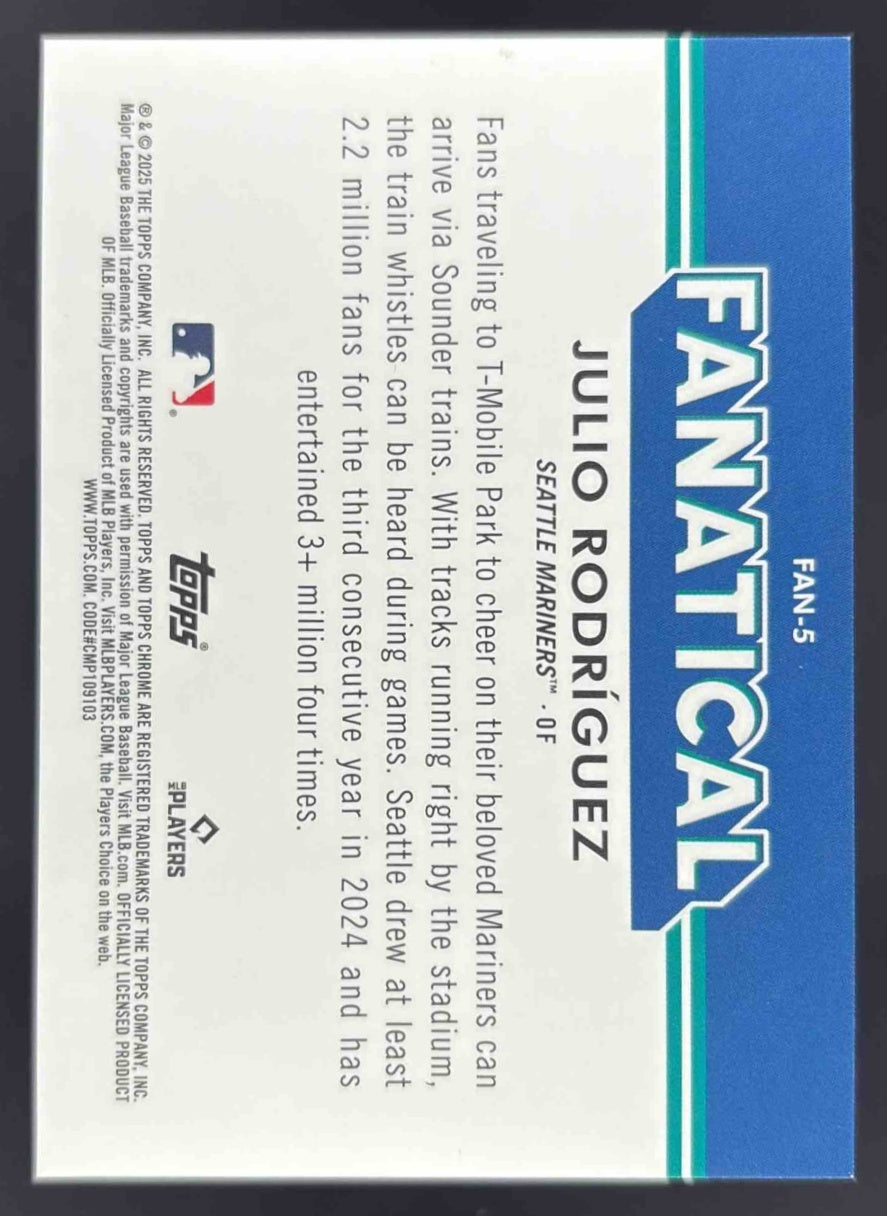 FAN-5
FANATICAL
JULIO RODRÍGUEZ
SEATTLE MARINERS™ · OF
Fans traveling to T-Mobile Park to cheer on their beloved Mariners can
arrive via Sounder trains. With tracks running right by the stadium,
the train whistles can be heard during games. Seattle drew at least
2.2 million fans for the third consecutive year in 2024 and has
entertained 3+ million four times.
®
topps®
MLB PLAYERS
® & © 2025 THE TOPPS COMPANY, INC. ALL RIGHTS RESERVED. TOPPS AND TOPPS CHROME ARE REGISTERED TRADEMARKS OF THE TOPPS COMPANY, INC.
Major League Baseball trademarks and copyrights are used with permission of Major League Baseball. Visit MLB.com. OFFICIALLY LICENSED PRODUCT
OF MLB. Officially Licensed Product of MLB Players, Inc. Visit MLBPLAYERS.COM, the Players Choice on the web.
WWW.TOPPS.COM. CODE#CMP109103